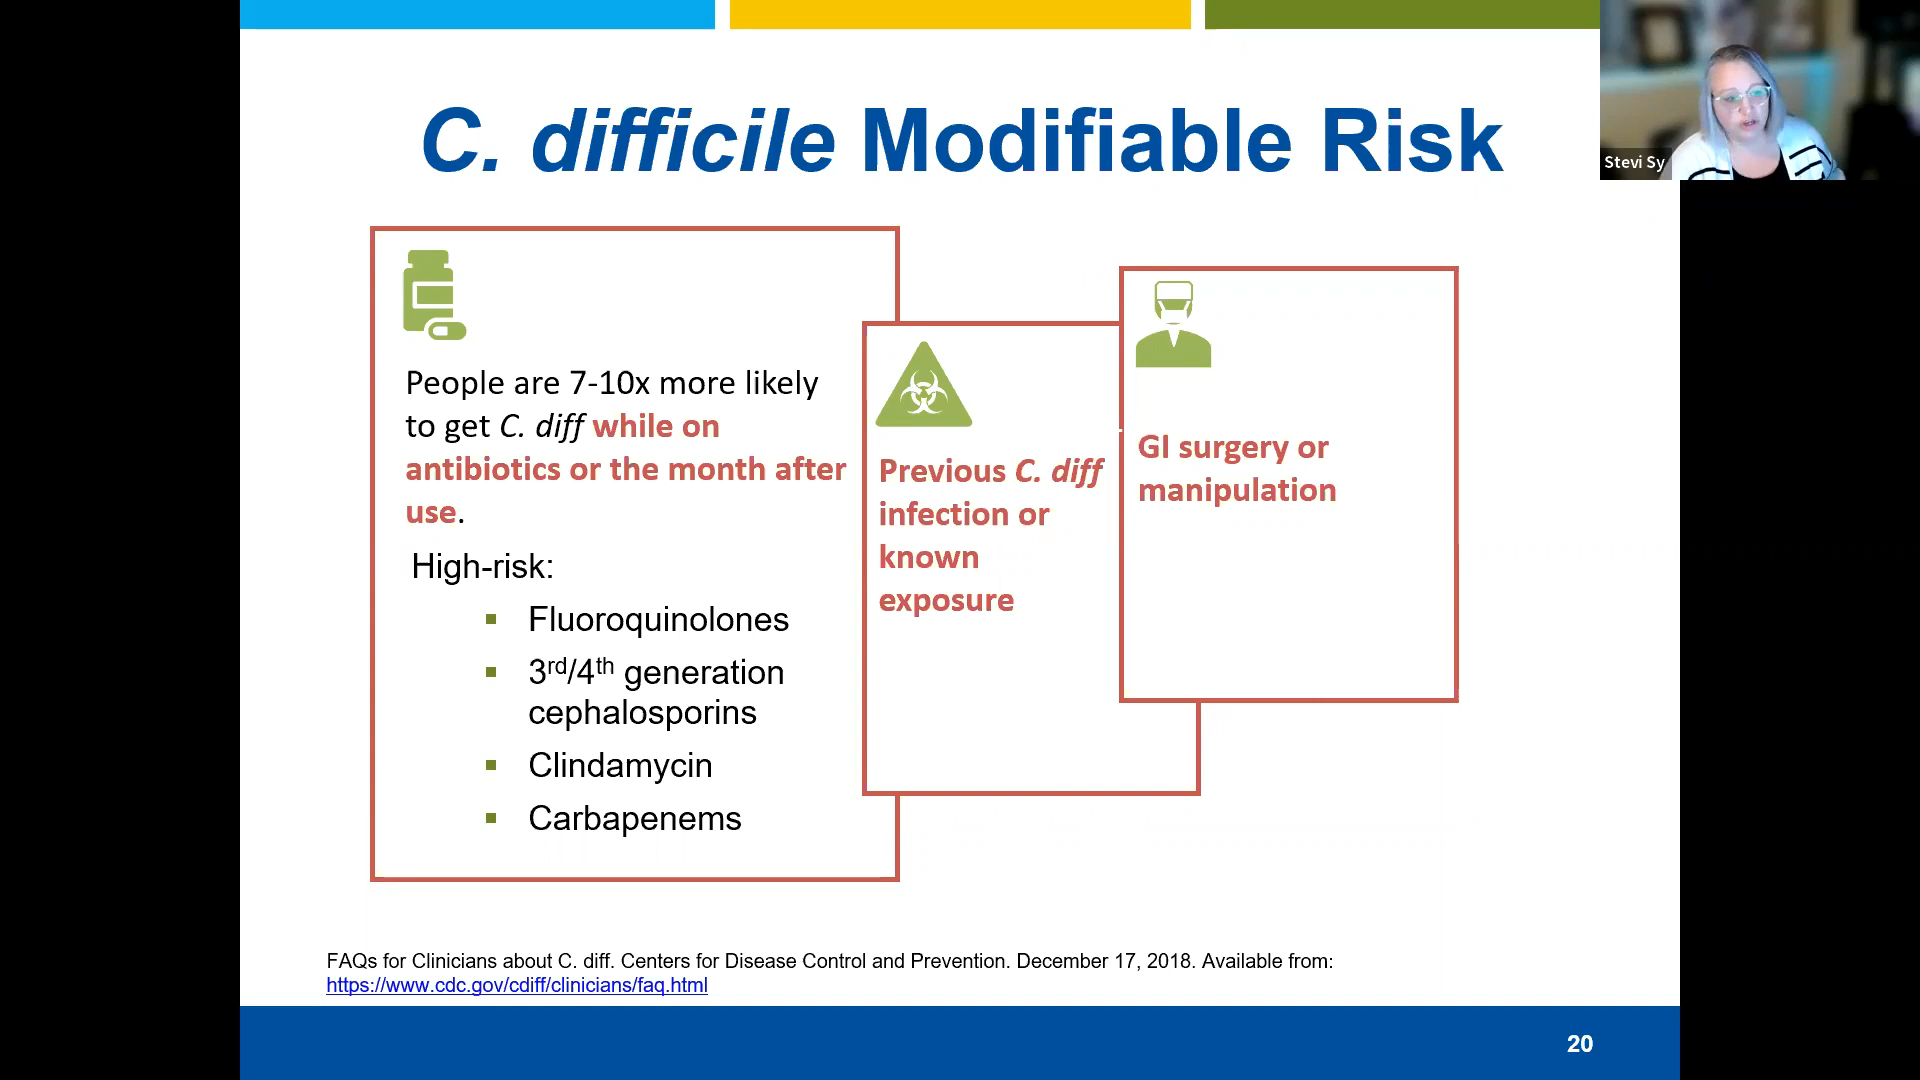 C. difficile Modifiable Risk
Stevi Sy
People are 7-10x more likely
to get C. diff while on
antibiotics or the month after
use.
High-risk:
▪ Fluoroquinolones
▪ 3rd/4th generation
cephalosporins
▪ Clindamycin
▪ Carbapenems
Previous C. diff
infection or
known
exposure
GI surgery or
manipulation
FAQs for Clinicians about C. diff. Centers for Disease Control and Prevention. December 17, 2018. Available from:
https://www.cdc.gov/cdiff/clinicians/faq.html
20